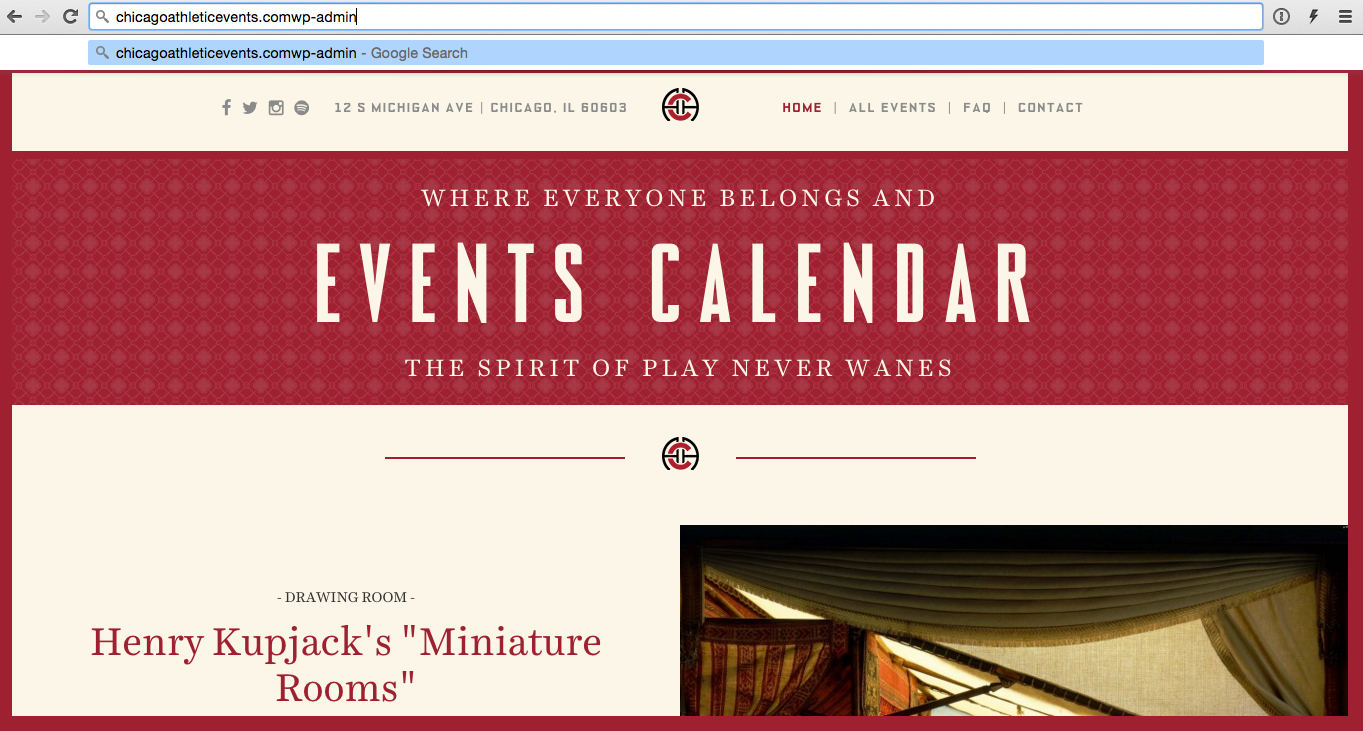 chicagoathleticevents.comwp-admin
chicagoathleticevents.comwp-admin - Google Search
12 S MICHIGAN AVE | CHICAGO, IL 60603
HOME | ALL EVENTS | FAQ | CONTACT
WHERE EVERYONE BELONGS AND
EVENTS CALENDAR
THE SPIRIT OF PLAY NEVER WANES
- DRAWING ROOM -
Henry Kupjack's "Miniature
Rooms"